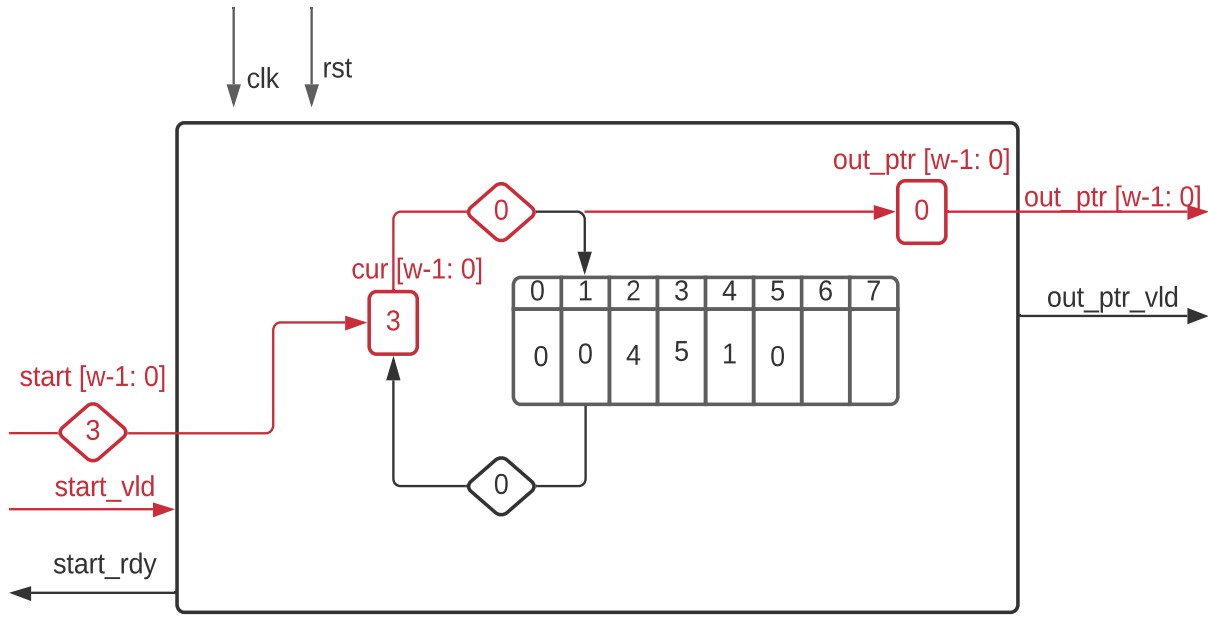 clk
rst
out_ptr [w-1: 0]
0
0
out_ptr [w-1: 0]
cur [w-1: 0]
3
0 1 2 3 4 5 6 7
0 0 4 5 1 0
out_ptr_vld
start [w-1: 0]
3
start_vld
0
start_rdy